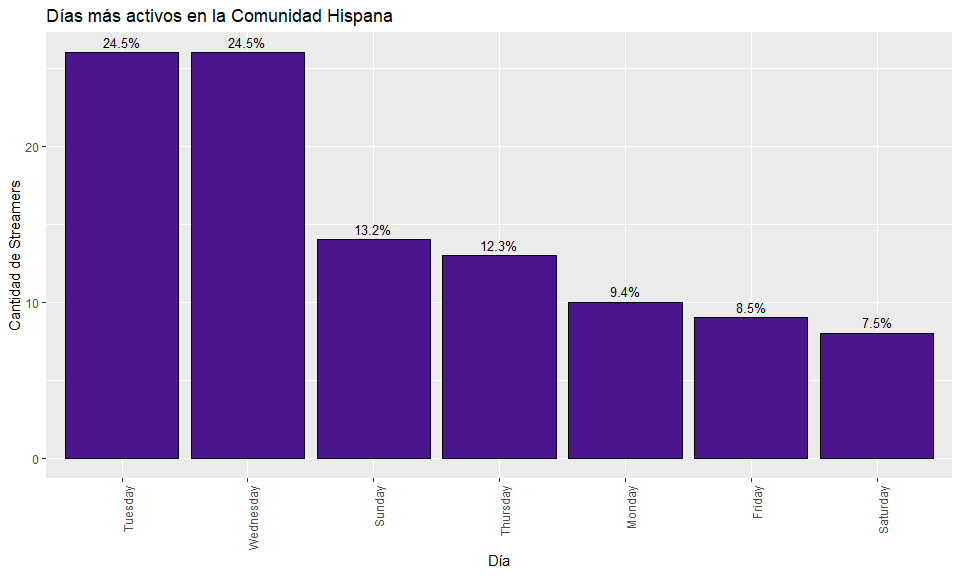 Días más activos en la Comunidad Hispana
24.5%
24.5%
13.2%
12.3%
9.4%
8.5%
7.5%
Cantidad de Streamers
20
10
0
Tuesday
Wednesday
Sunday
Thursday
Monday
Friday
Saturday
Día